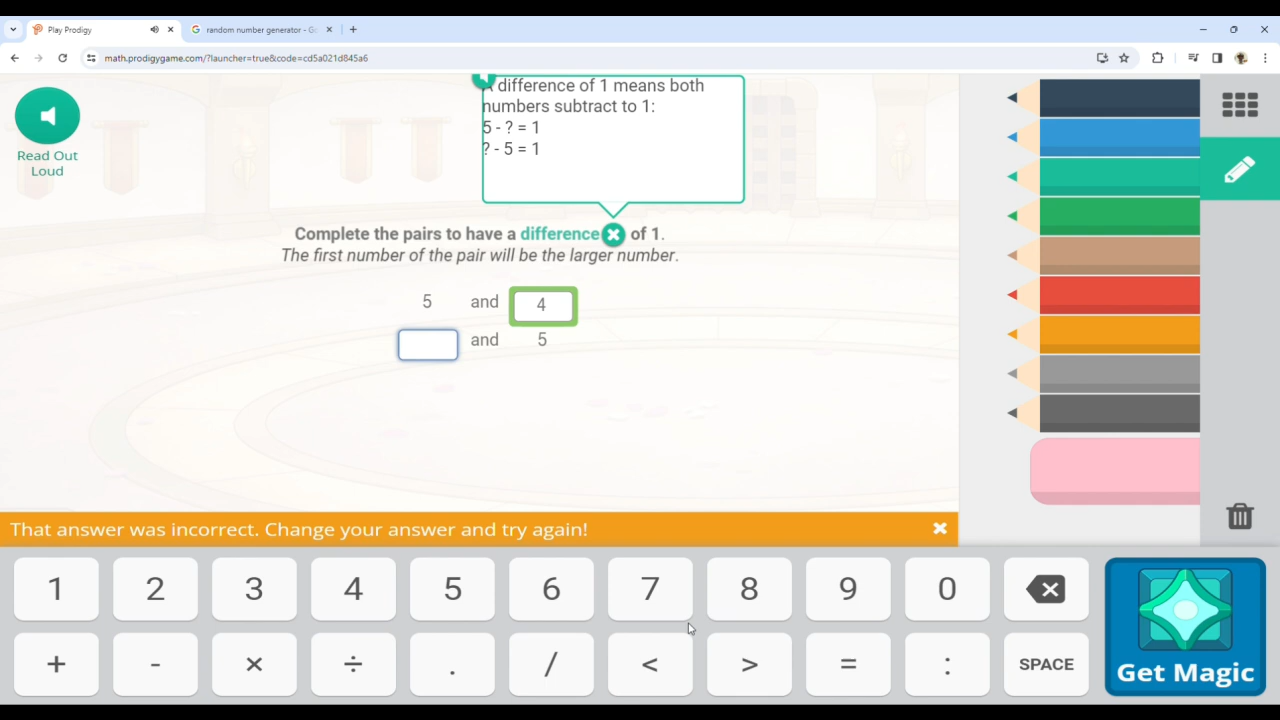 Play Prodigy
random number generator - Go
math.prodigygame.com/?launcher=true&code=cd5a021d845a6
difference of 1 means both
numbers subtract to 1:
5 - ? = 1
? - 5 = 1
Read Out
Loud
Complete the pairs to have a difference of 1.
The first number of the pair will be the larger number.
5 and 4
and 5
That answer was incorrect. Change your answer and try again!
1 2 3 4 5 6 7 8 9 0
+ - × ÷ . / < > = : SPACE
Get Magic